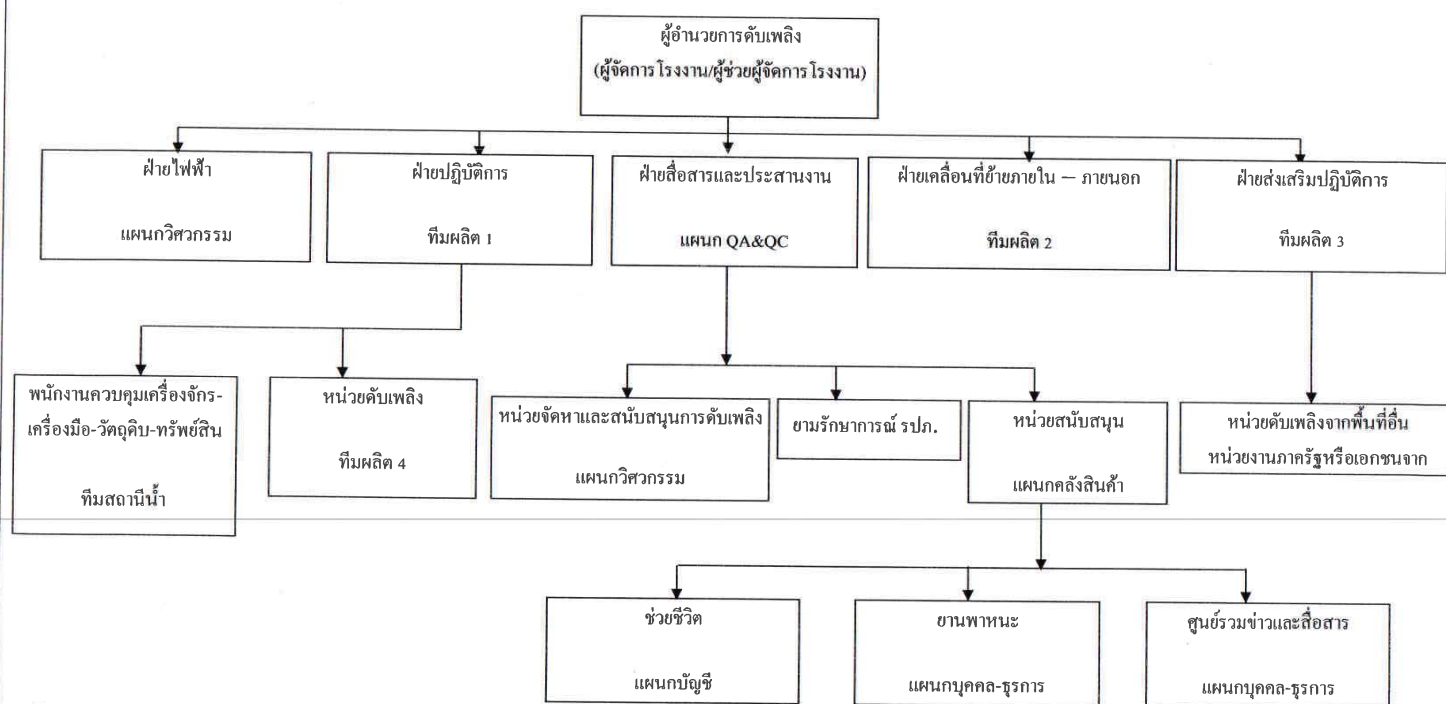 ผู้อำนวยการดับเพลิง
(ผู้จัดการโรงงาน/ผู้ช่วยผู้จัดการโรงงาน)
ฝ่ายไฟฟ้า
แผนกวิศวกรรม
ฝ่ายปฏิบัติการ
ทีมผลิต 1
ฝ่ายสื่อสารและประสานงาน
แผนก QA&QC
ฝ่ายเคลื่อนที่ย้ายภายใน – ภายนอก
ทีมผลิต 2
ฝ่ายส่งเสริมปฏิบัติการ
ทีมผลิต 3
พนักงานควบคุมเครื่องจักร-
เครื่องมือ-วัตถุดิบ-ทรัพย์สิน
ทีมสถานีน้ำ
หน่วยดับเพลิง
ทีมผลิต 4
หน่วยจัดหาและสนับสนุนการดับเพลิง
แผนกวิศวกรรม
ยามรักษาการณ์ รปภ.
หน่วยสนับสนุน
แผนกคลังสินค้า
หน่วยดับเพลิงจากพื้นที่อื่น
หน่วยงานภาครัฐหรือเอกชนจาก
ช่วยชีวิต
แผนกบัญชี
ยานพาหนะ
แผนกบุคคล-ธุรการ
ศูนย์รวมข่าวและสื่อสาร
แผนกบุคคล-ธุรการ